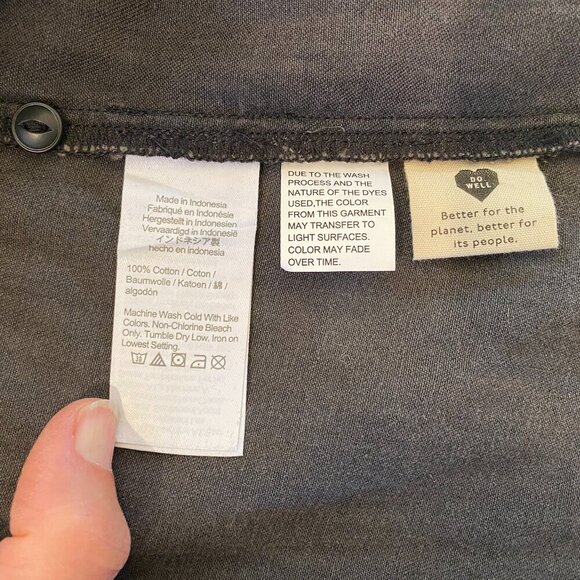 Made in Indonesia
Fabriqué en Indonésie
Hergestellt in Indonesien
Vervaardigd in Indonesië
インドネシア製
hecho en indonesia
100% Cotton / Coton /
Baumwolle / Katoen / 綿 /
algodón
Machine Wash Cold With Like
Colors. Non-Chlorine Bleach
Only. Tumble Dry Low. Iron on
Lowest Setting.
DUE TO THE WASH
PROCESS AND THE
NATURE OF THE DYES
USED,THE COLOR
FROM THIS GARMENT
MAY TRANSFER TO
LIGHT SURFACES.
COLOR MAY FADE
OVER TIME.
DO
WELL
Better for the
planet, better for
its people.